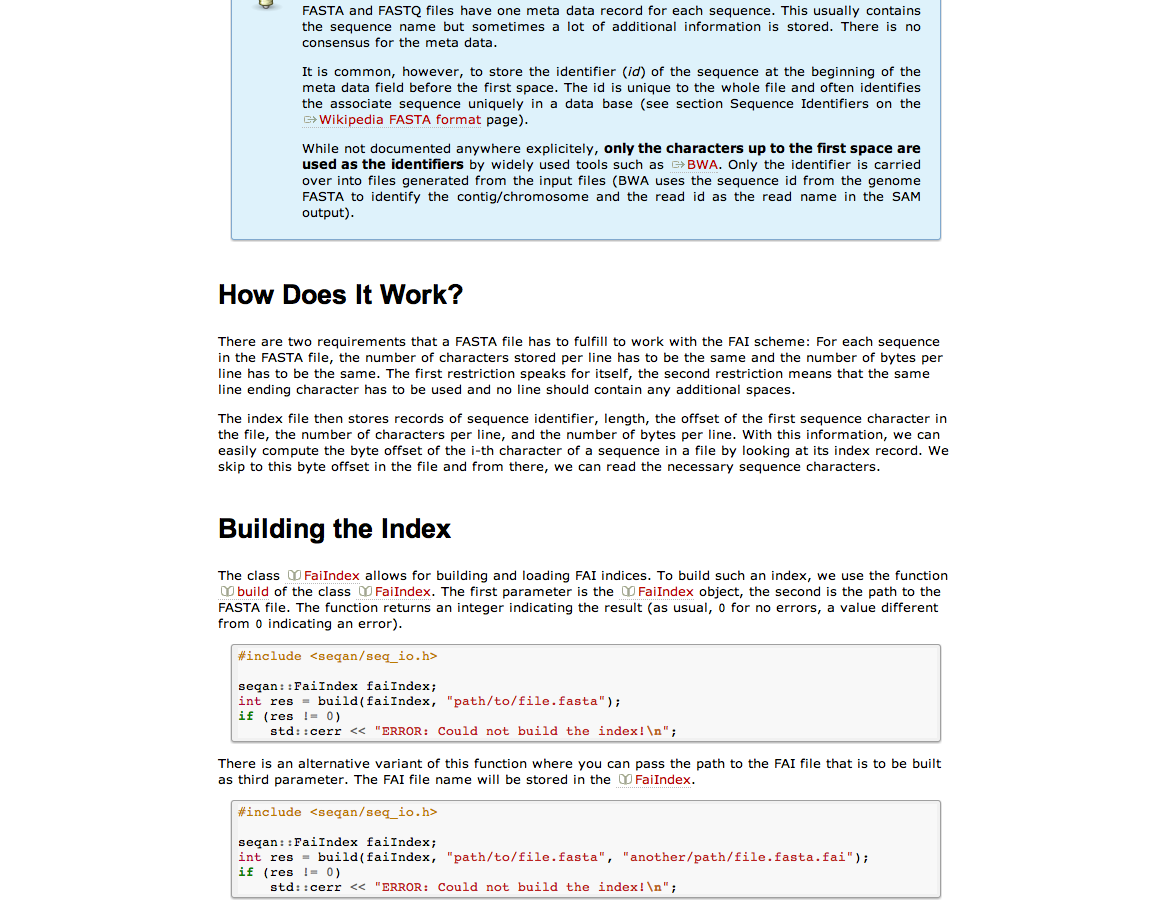 FASTA and FASTQ files have one meta data record for each sequence. This usually contains
the sequence name but sometimes a lot of additional information is stored. There is no
consensus for the meta data.
It is common, however, to store the identifier (id) of the sequence at the beginning of the
meta data field before the first space. The id is unique to the whole file and often identifies
the associate sequence uniquely in a data base (see section Sequence Identifiers on the
Wikipedia FASTA format page).
While not documented anywhere explicitely, only the characters up to the first space are
used as the identifiers by widely used tools such as BWA. Only the identifier is carried
over into files generated from the input files (BWA uses the sequence id from the genome
FASTA to identify the contig/chromosome and the read id as the read name in the SAM
output).
How Does It Work?
There are two requirements that a FASTA file has to fulfill to work with the FAI scheme: For each sequence
in the FASTA file, the number of characters stored per line has to be the same and the number of bytes per
line has to be the same. The first restriction speaks for itself, the second restriction means that the same
line ending character has to be used and no line should contain any additional spaces.
The index file then stores records of sequence identifier, length, the offset of the first sequence character in
the file, the number of characters per line, and the number of bytes per line. With this information, we can
easily compute the byte offset of the i-th character of a sequence in a file by looking at its index record. We
skip to this byte offset in the file and from there, we can read the necessary sequence characters.
Building the Index
The class FaiIndex allows for building and loading FAI indices. To build such an index, we use the function
build of the class FaiIndex. The first parameter is the FaiIndex object, the second is the path to the
FASTA file. The function returns an integer indicating the result (as usual, 0 for no errors, a value different
from 0 indicating an error).
#include <seqan/seq_io.h>
seqan::FaiIndex faiIndex;
int res = build(faiIndex, "path/to/file.fasta");
if (res != 0)
    std::cerr << "ERROR: Could not build the index!\n";
There is an alternative variant of this function where you can pass the path to the FAI file that is to be built
as third parameter. The FAI file name will be stored in the FaiIndex.
#include <seqan/seq_io.h>
seqan::FaiIndex faiIndex;
int res = build(faiIndex, "path/to/file.fasta", "another/path/file.fasta.fai");
if (res != 0)
    std::cerr << "ERROR: Could not build the index!\n";